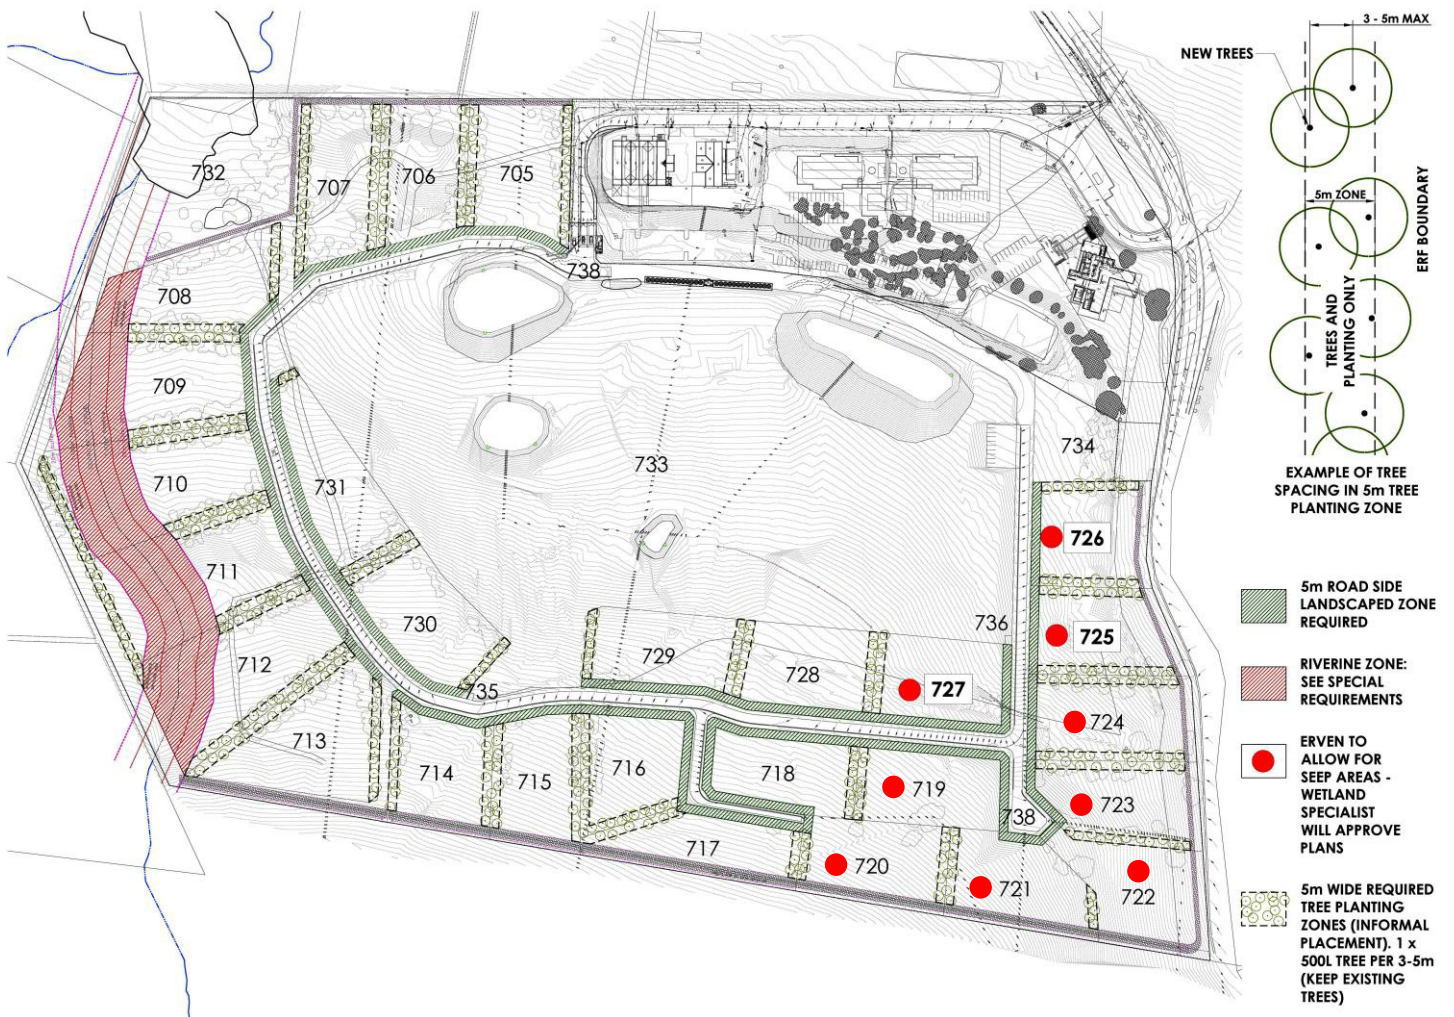 3 - 5m MAX
NEW TREES
5m ZONE
ERF BOUNDARY
TREES AND
PLANTING ONLY
EXAMPLE OF TREE
SPACING IN 5m TREE
PLANTING ZONE
5m ROAD SIDE
LANDSCAPED ZONE
REQUIRED
RIVERINE ZONE:
SEE SPECIAL
REQUIREMENTS
ERVEN TO
ALLOW FOR
SEEP AREAS -
WETLAND
SPECIALIST
WILL APPROVE
PLANS
5m WIDE REQUIRED
TREE PLANTING
ZONES (INFORMAL
PLACEMENT). 1 x
500L TREE PER 3-5m
(KEEP EXISTING
TREES)
732
707
706
705
738
708
709
710
711
712
713
731
730
735
733
734
726
725
736
729
728
727
724
723
738
714
715
716
718
719
717
720
721
722